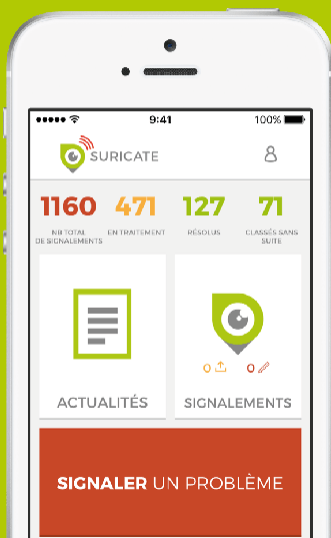 9:41
100%
SURICATE
1160 471 127 71
NB TOTAL
DE SIGNALEMENTS
EN TRAITEMENT
RÉSOLUS
CLASSÉS SANS
SUITE
0 0
ACTUALITÉS
SIGNALEMENTS
SIGNALER UN PROBLÈME